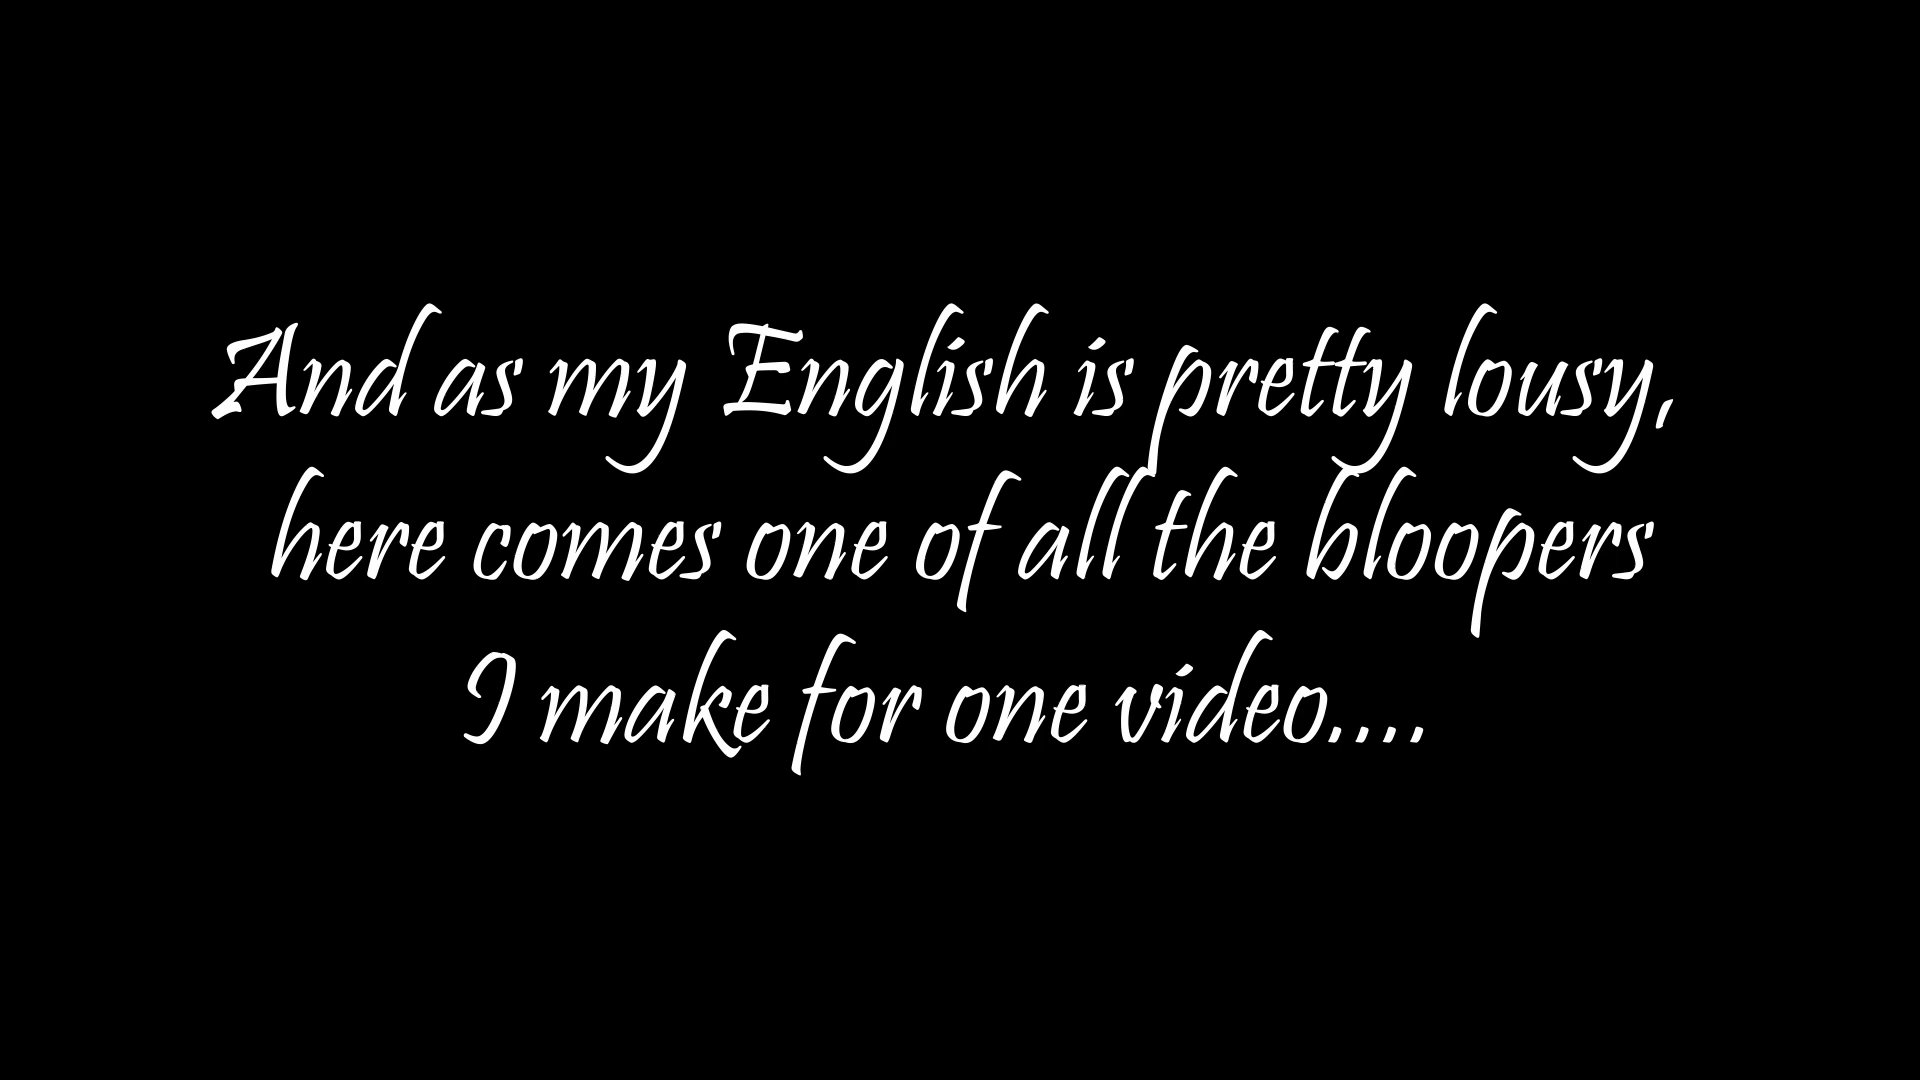 And as my English is pretty lousy,
here comes one of all the bloopers
I make for one video....